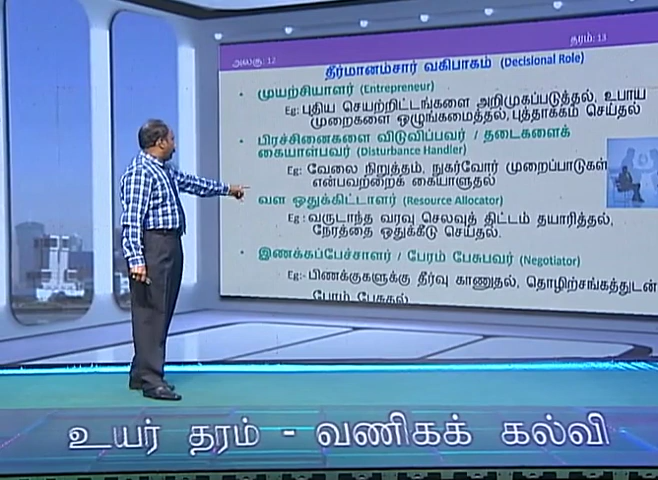 தரம்: 13
அலகு: 12
தீர்மானம்சார் வகிபாகம் (Decisional Role)
• முயற்சியாளர் (Entrepreneur)
Eg: புதிய செயற்றிட்டங்களை அறிமுகப்படுத்தல், உபாய
முறைகளை ஒழுங்கமைத்தல், புத்தாக்கம் செய்தல்
• பிரச்சினைகளை விடுவிப்பவர் / தடைகளைக்
கையாள்பவர் (Disturbance Handler)
Eg: வேலை நிறுத்தம், நுகர்வோர் முறைப்பாடுகள்
என்பவற்றைக் கையாளுதல்
வள ஒதுக்கீட்டாளர் (Resource Allocator)
Eg : வருடாந்த வரவு செலவுத் திட்டம் தயாரித்தல்,
நேரத்தை ஒதுக்கீடு செய்தல்.
• இணக்கப்பேச்சாளர் / பேரம் பேசுபவர் (Negotiator)
Eg:- பிணக்குகளுக்கு தீர்வு காணுதல், தொழிற்சங்கத்துடன்
பேரம் பேசுதல்
உயர் தரம் - வணிகக் கல்வி